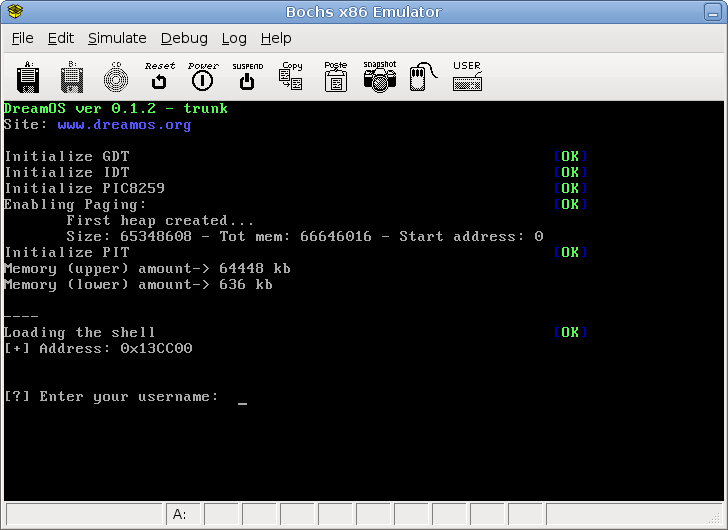 Bochs x86 Emulator
File Edit Simulate Debug Log Help
A: B: CD Reset Power SUSPEND Copy Paste snapshot USER
DreamOS ver 0.1.2 - trunk
Site: www.dreamos.org
Initialize GDT [OK]
Initialize IDT [OK]
Initialize PIC8259 [OK]
Enabling Paging: [OK]
First heap created...
Size: 65348608 - Tot mem: 66646016 - Start address: 0
Initialize PIT [OK]
Memory (upper) amount-> 64448 kb
Memory (lower) amount-> 636 kb
----
Loading the shell [OK]
[+] Address: 0x13CC00
[?] Enter your username: _
A: